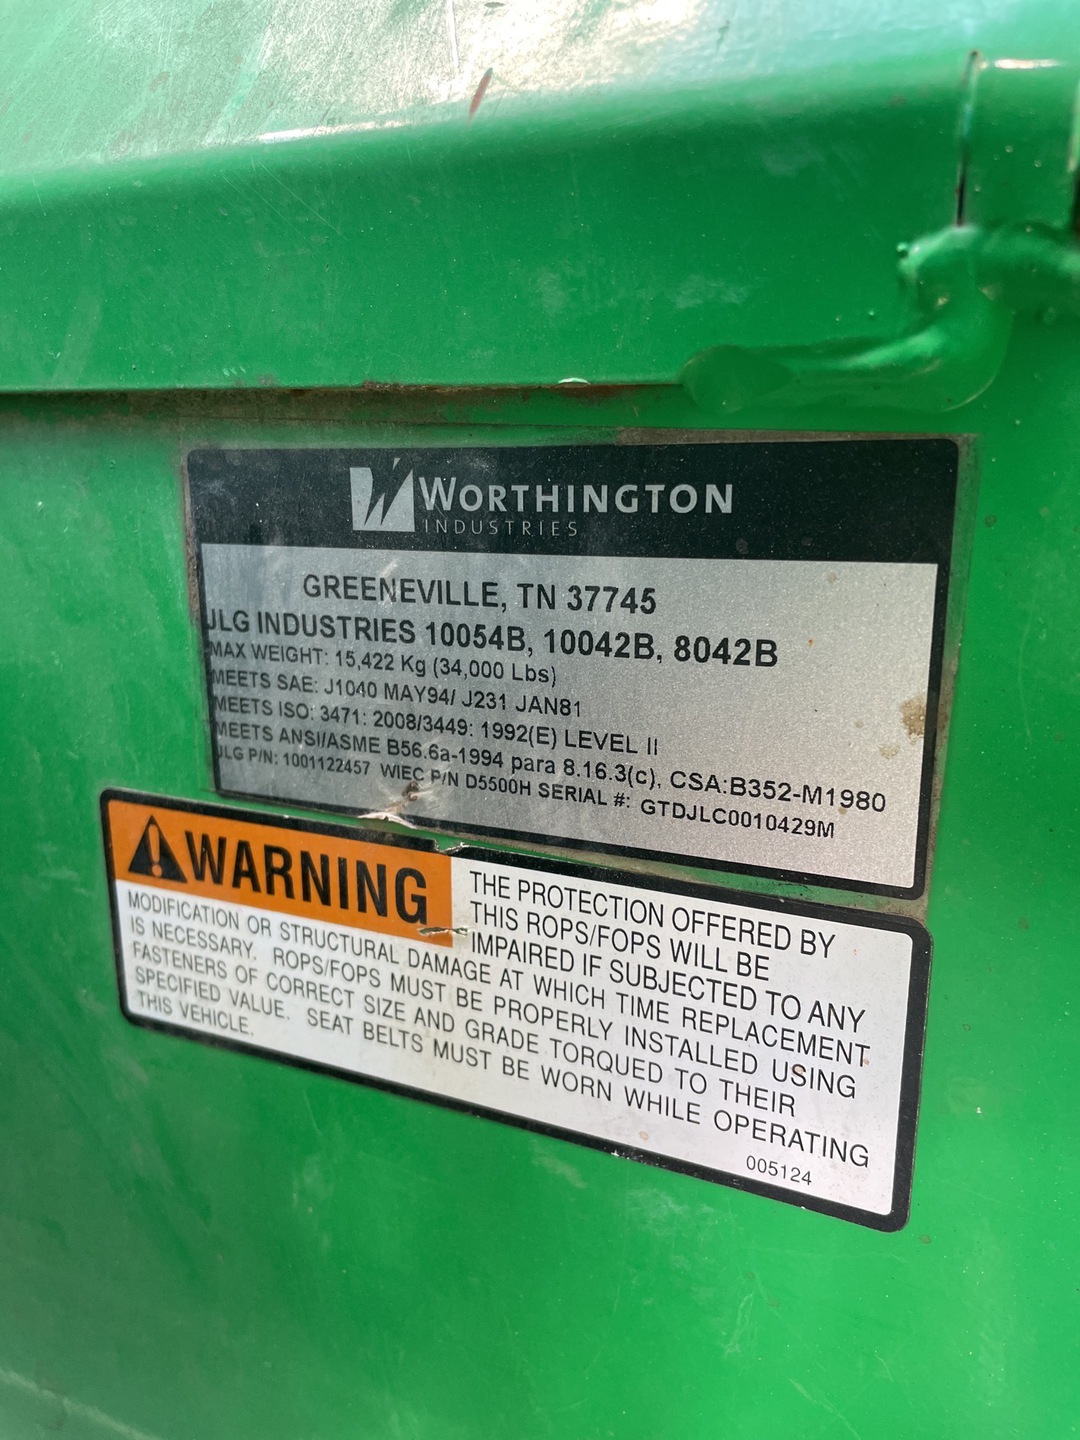 WORTHINGTON
INDUSTRIES
GREENEVILLE, TN 37745
JLG INDUSTRIES 10054B, 10042B, 8042B
MAX WEIGHT: 15,422 Kg (34,000 Lbs)
MEETS SAE: J1040 MAY94/ J231 JAN81
MEETS ISO: 3471: 2008/3449: 1992(E) LEVEL II
MEETS ANSI/ASME B56.6a-1994 para 8.16.3(c), CSA:B352-M1980
JLG P/N: 1001122457 WIEC P/N D5500H SERIAL #: GTDJLC0010429M
WARNING
THE PROTECTION OFFERED BY
THIS ROPS/FOPS WILL BE
IMPAIRED IF SUBJECTED TO ANY
MODIFICATION OR STRUCTURAL DAMAGE AT WHICH TIME REPLACEMENT
IS NECESSARY. ROPS/FOPS MUST BE PROPERLY INSTALLED USING
FASTENERS OF CORRECT SIZE AND GRADE TORQUED TO THEIR
SPECIFIED VALUE. SEAT BELTS MUST BE WORN WHILE OPERATING
THIS VEHICLE.
005124